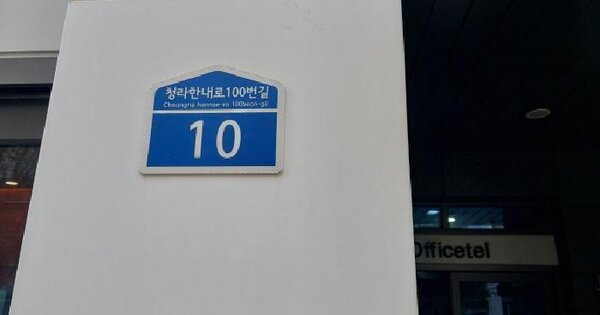 청라한내로100번길
Cheongna hannae-ro 100beon-gil
10
Officetel